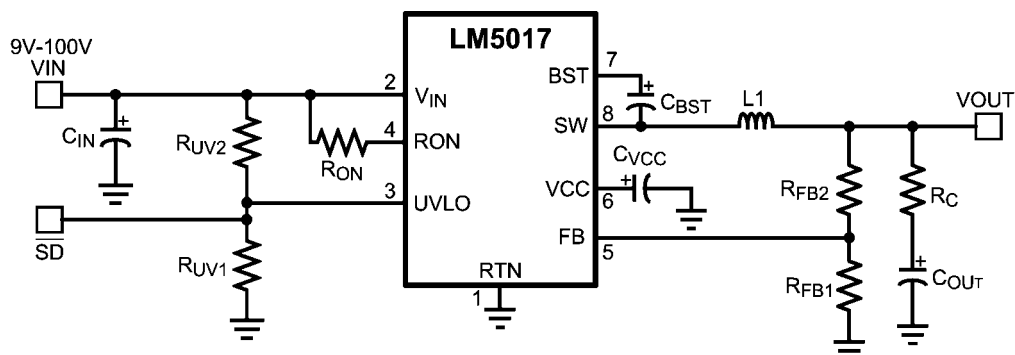 LM5017
9V-100V
VIN
7
BST
2
VIN
CBST
8
L1
VOUT
CIN
SW
4
RON
RUV2
RON
CVCC
3
UVLO
VCC
6
RFB2
RC
SD
FB
5
RUV1
RTN
1
RFB1
COUT